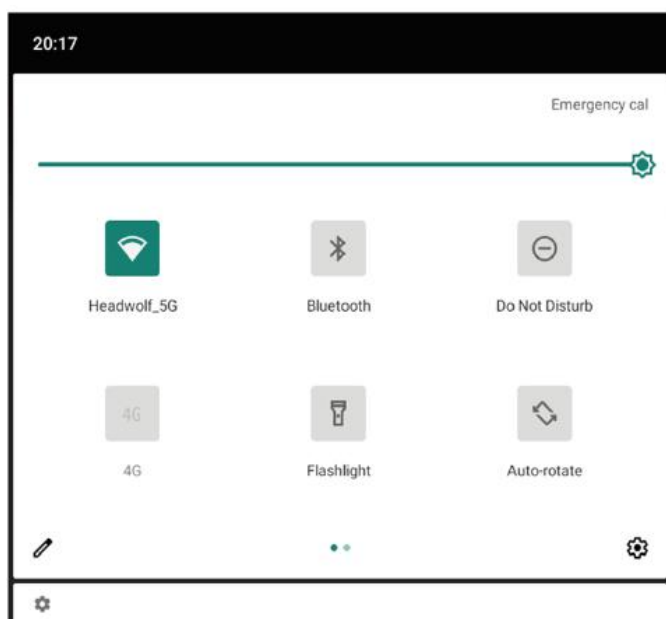 20:17
Emergency cal
Headwolf_5G
Bluetooth
Do Not Disturb
4G
4G
Flashlight
Auto-rotate